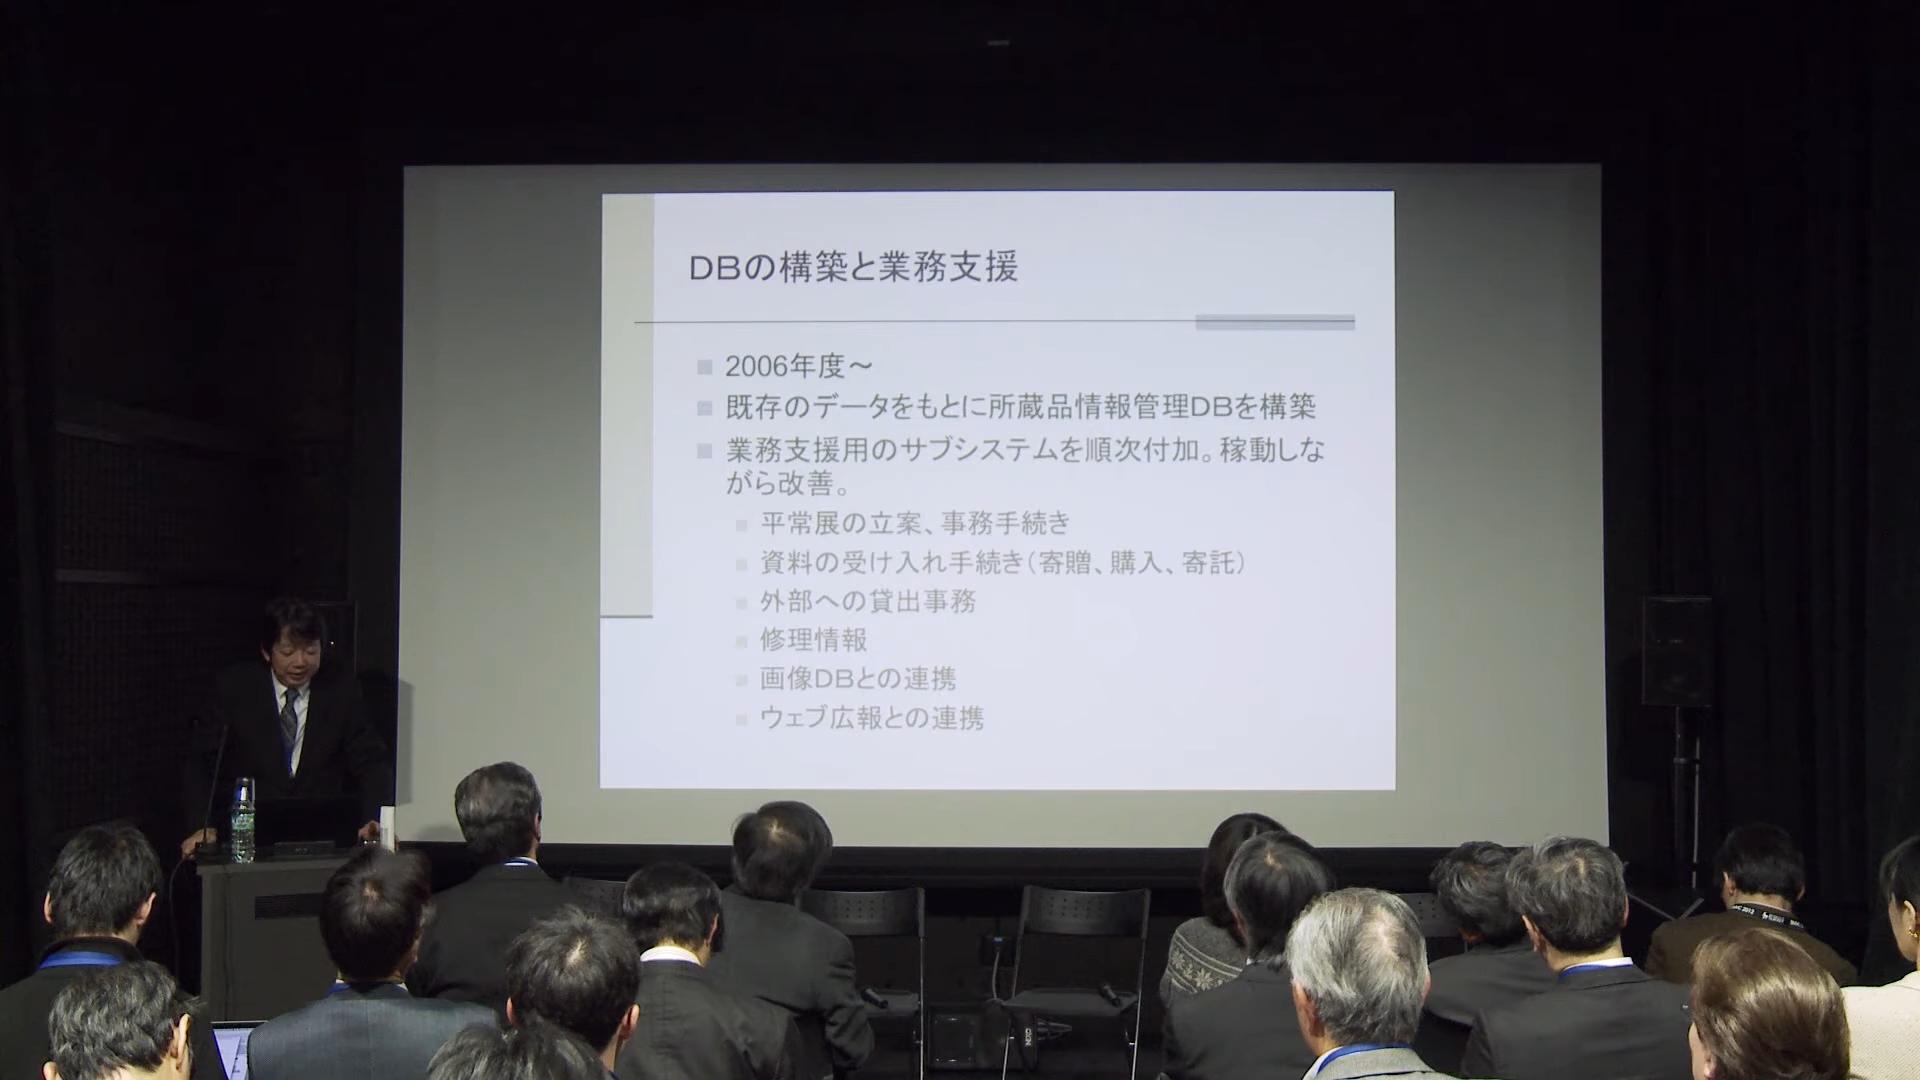 DBの構築と業務支援
2006年度～
既存のデータをもとに所蔵品情報管理DBを構築
業務支援用のサブシステムを順次付加。稼動しな
がら改善。
平常展の立案、事務手続き
資料の受け入れ手続き(寄贈、購入、寄託)
外部への貸出事務
修理情報
画像DBとの連携
ウェブ広報との連携